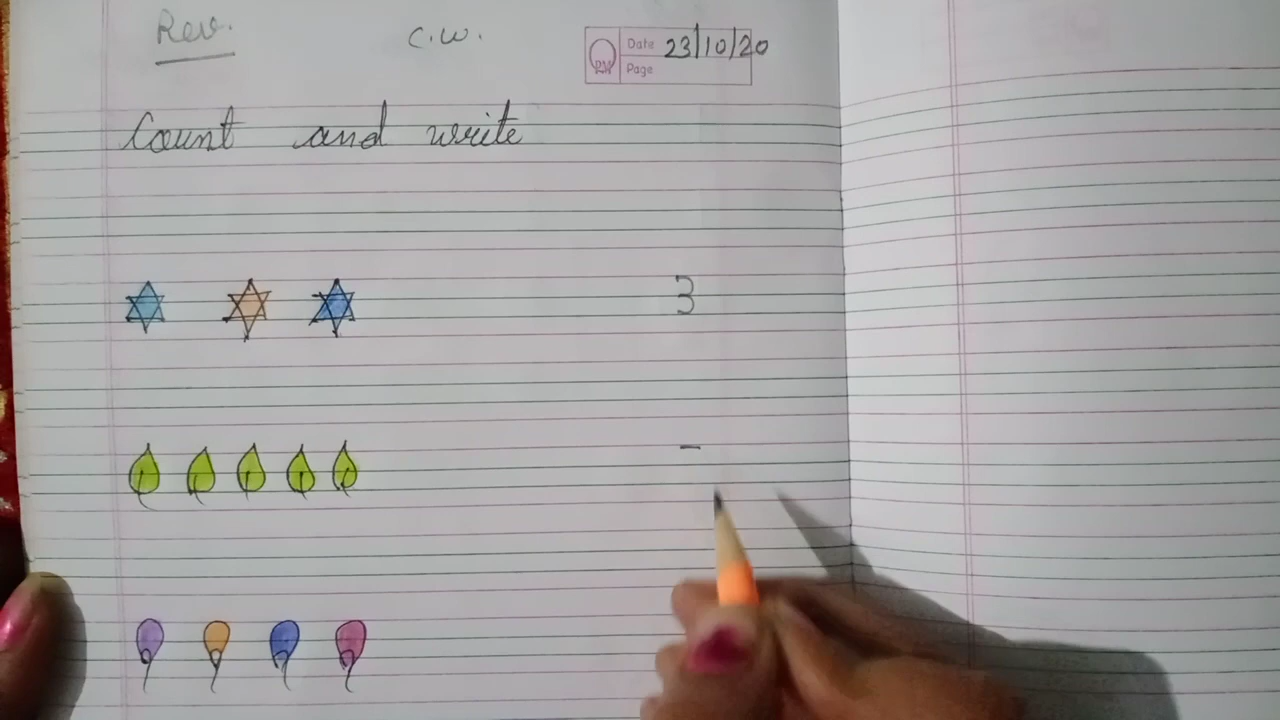 Rev.
C.W.
Date 23/10/20
Page
Count and write
3